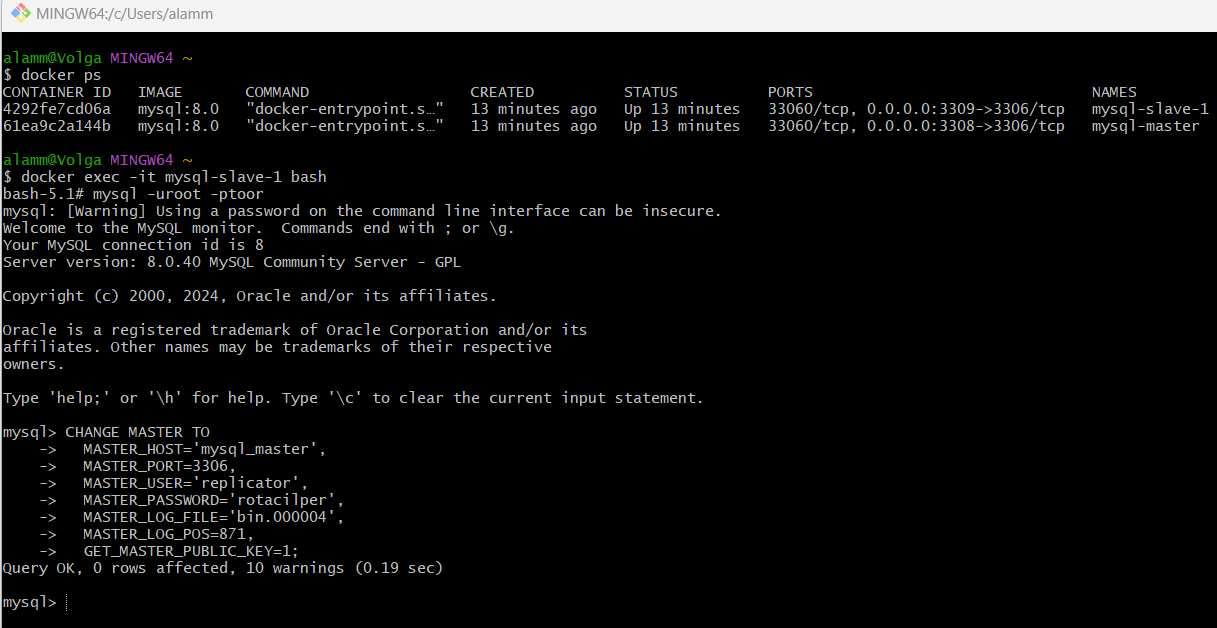 MINGW64:/c/Users/alamm
alamm@Volga MINGW64 ~
$ docker ps
CONTAINER ID   IMAGE       COMMAND                  CREATED          STATUS          PORTS                               NAMES
4292fe7cd06a   mysql:8.0   "docker-entrypoint.s…"   13 minutes ago   Up 13 minutes   33060/tcp, 0.0.0.0:3309->3306/tcp   mysql-slave-1
61ea9c2a144b   mysql:8.0   "docker-entrypoint.s…"   13 minutes ago   Up 13 minutes   33060/tcp, 0.0.0.0:3308->3306/tcp   mysql-master
alamm@Volga MINGW64 ~
$ docker exec -it mysql-slave-1 bash
bash-5.1# mysql -uroot -ptoor
mysql: [Warning] Using a password on the command line interface can be insecure.
Welcome to the MySQL monitor.  Commands end with ; or \g.
Your MySQL connection id is 8
Server version: 8.0.40 MySQL Community Server - GPL
Copyright (c) 2000, 2024, Oracle and/or its affiliates.
Oracle is a registered trademark of Oracle Corporation and/or its
affiliates. Other names may be trademarks of their respective
owners.
Type 'help;' or '\h' for help. Type '\c' to clear the current input statement.
mysql> CHANGE MASTER TO
    ->   MASTER_HOST='mysql_master',
    ->   MASTER_PORT=3306,
    ->   MASTER_USER='replicator',
    ->   MASTER_PASSWORD='rotacilper',
    ->   MASTER_LOG_FILE='bin.000004',
    ->   MASTER_LOG_POS=871,
    ->   GET_MASTER_PUBLIC_KEY=1;
Query OK, 0 rows affected, 10 warnings (0.19 sec)
mysql>